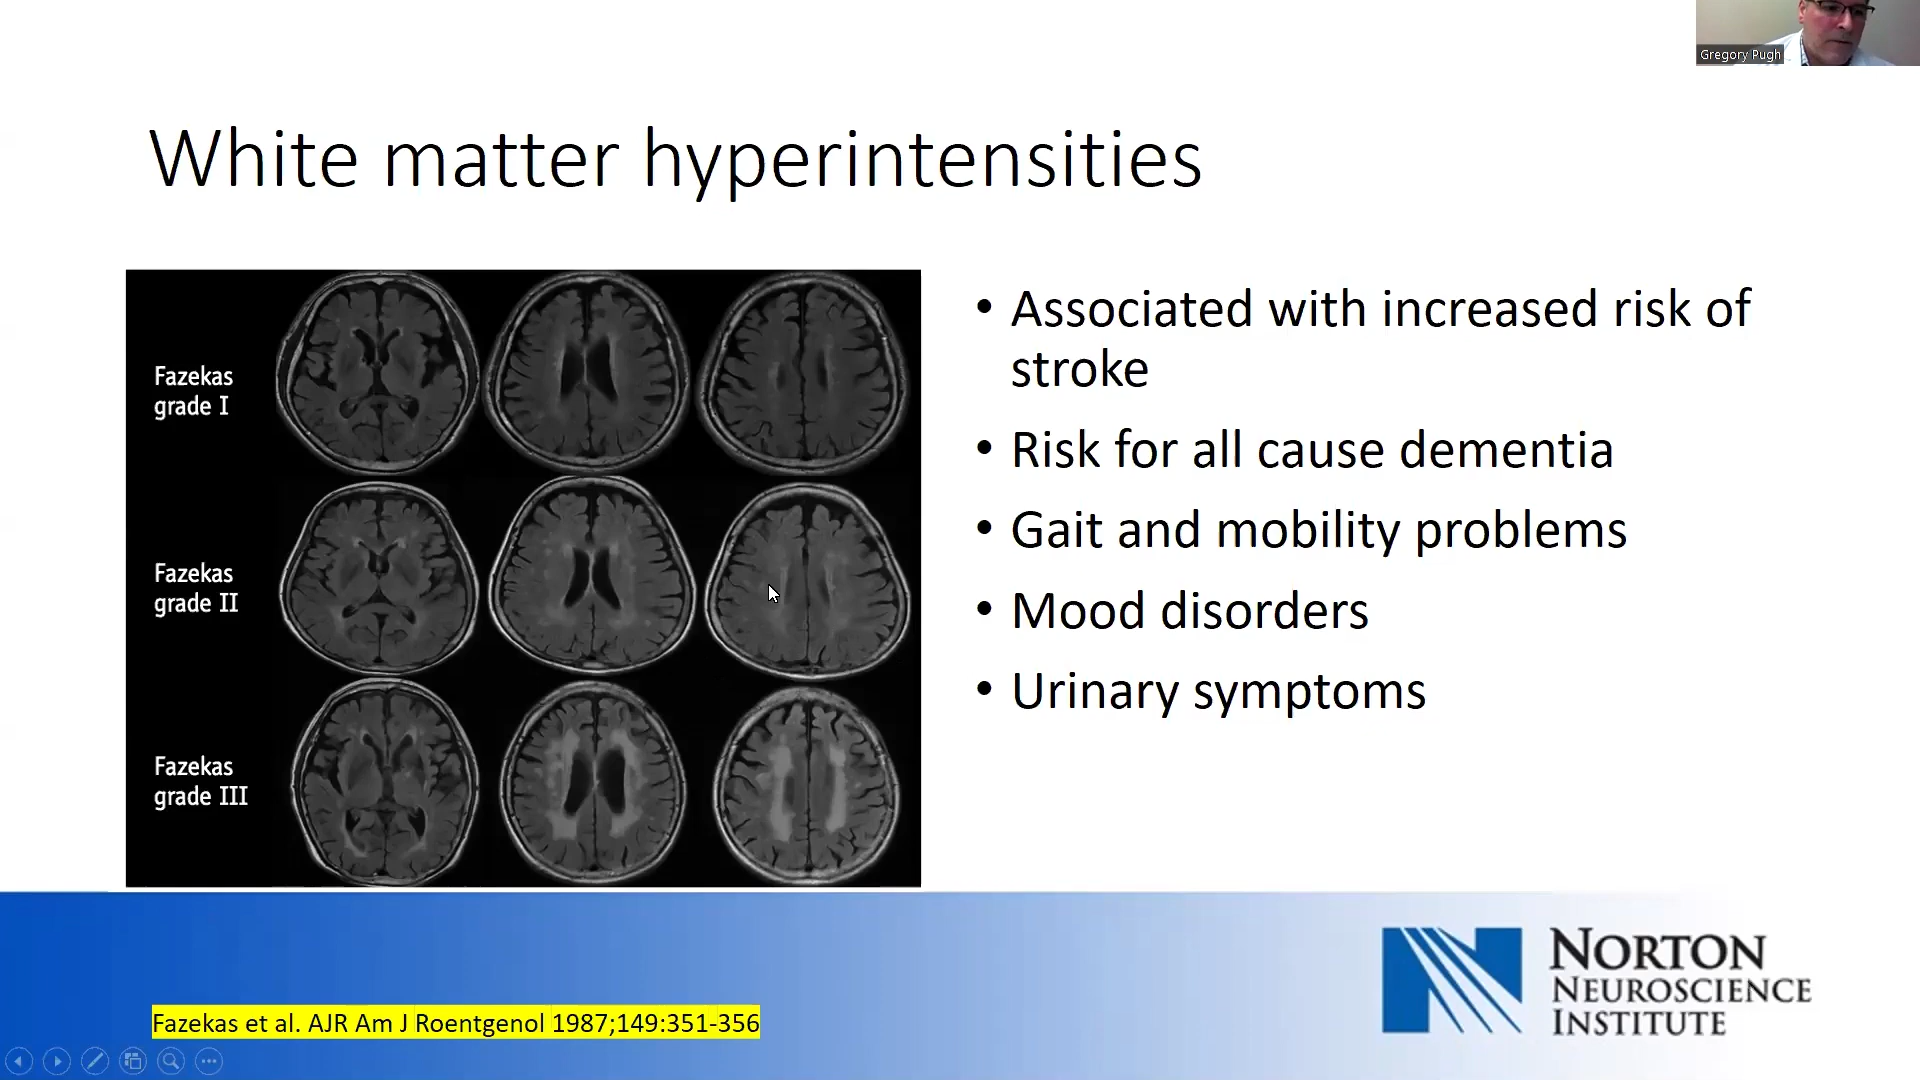 Gregory Pugh
White matter hyperintensities
Fazekas
grade I
Fazekas
grade II
Fazekas
grade III
• Associated with increased risk of
stroke
• Risk for all cause dementia
• Gait and mobility problems
• Mood disorders
• Urinary symptoms
Fazekas et al. AJR Am J Roentgenol 1987;149:351-356
NORTON
NEUROSCIENCE
INSTITUTE